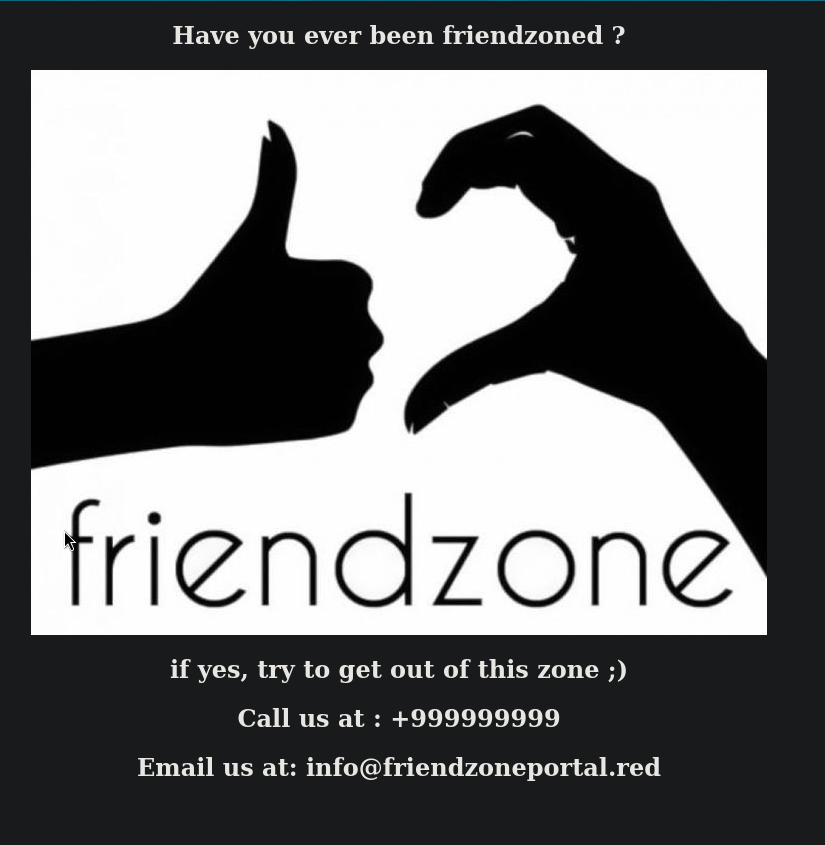 Have you ever been friendzoned ?
friendzone
if yes, try to get out of this zone ;)
Call us at : +999999999
Email us at: info@friendzoneportal.red